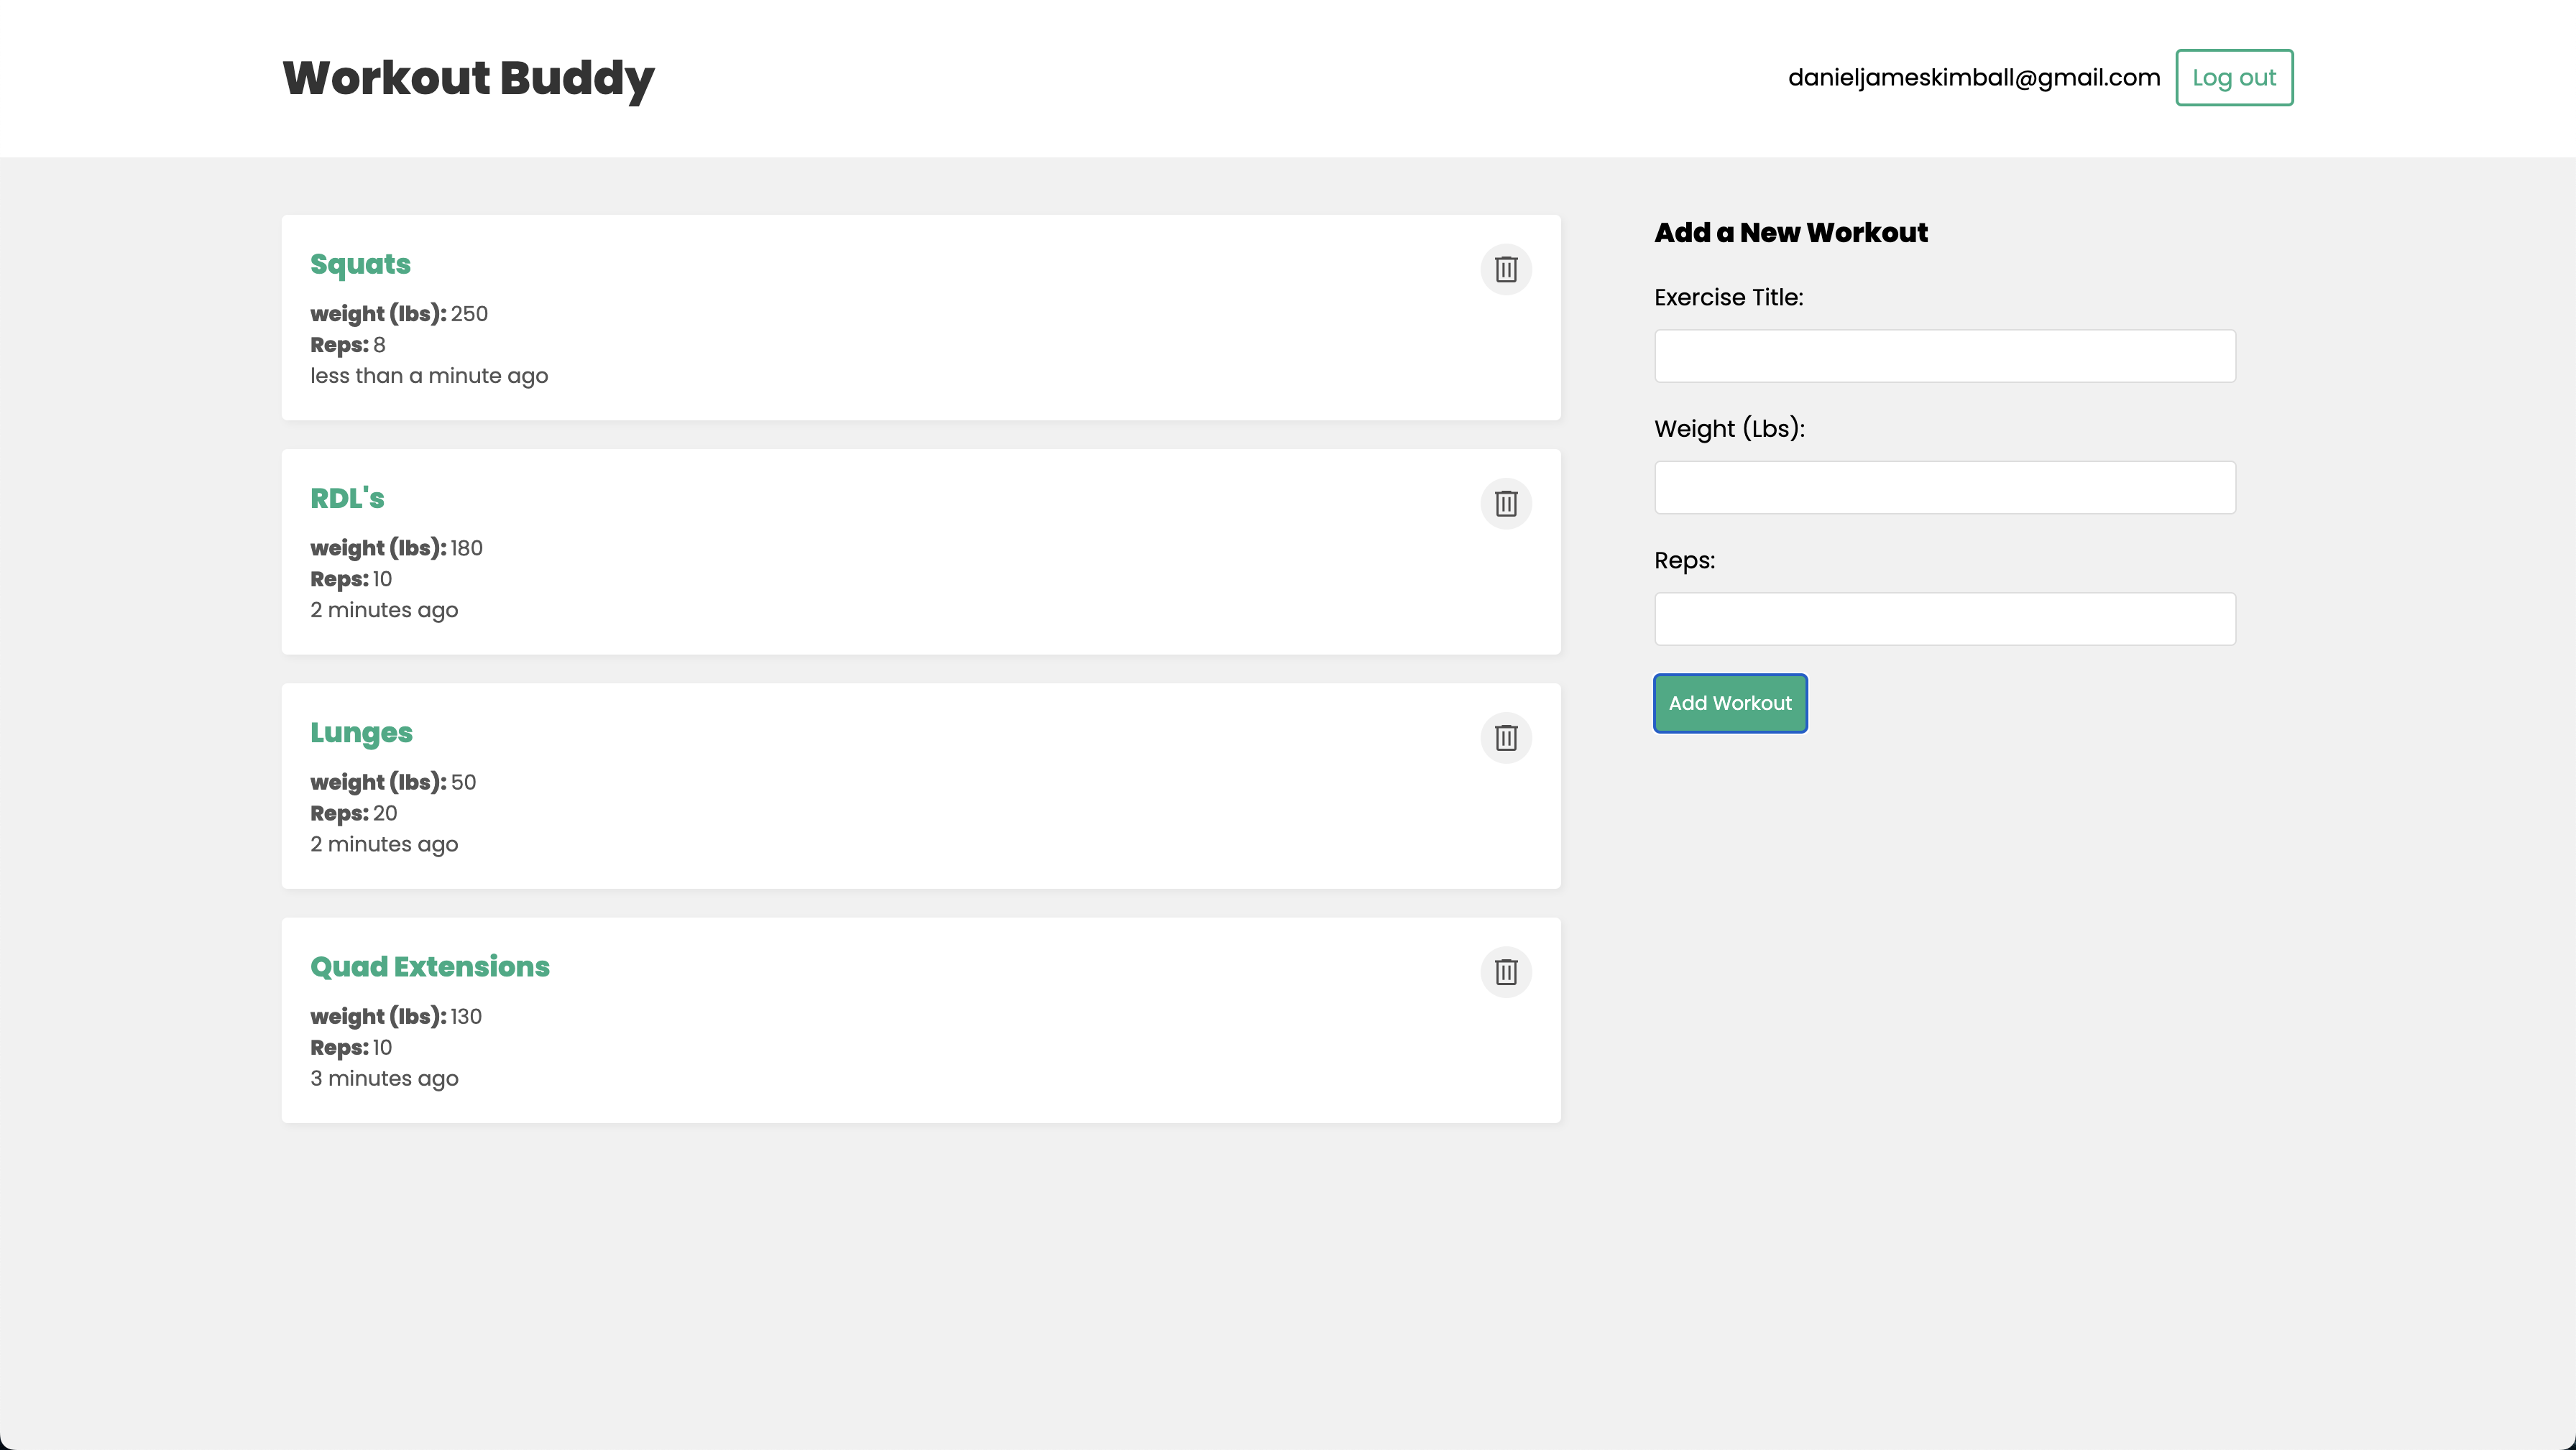 Workout Buddy
danieljameskimball@gmail.com
Log out
Squats
weight (lbs): 250
Reps: 8
less than a minute ago
RDL's
weight (lbs): 180
Reps: 10
2 minutes ago
Lunges
weight (lbs): 50
Reps: 20
2 minutes ago
Quad Extensions
weight (lbs): 130
Reps: 10
3 minutes ago
Add a New Workout
Exercise Title:
Weight (Lbs):
Reps:
Add Workout